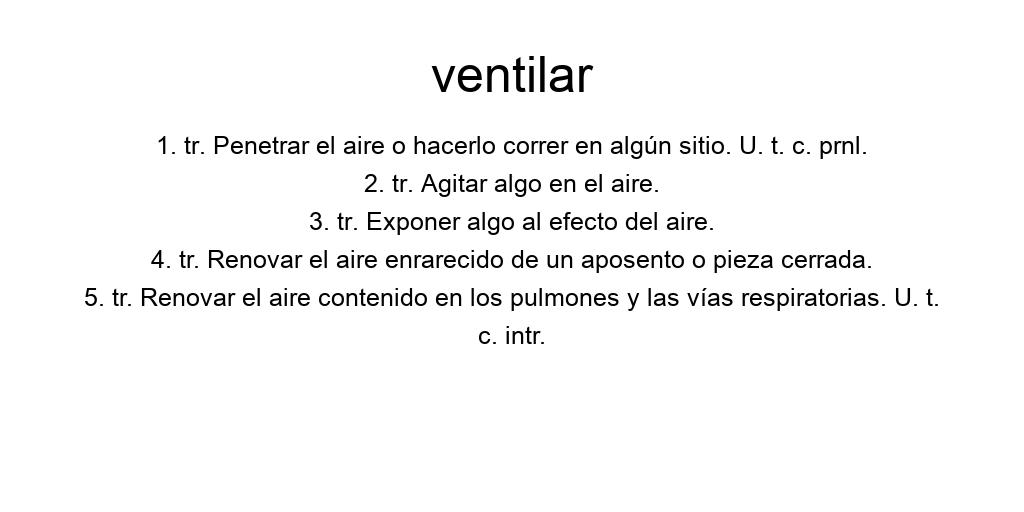 ventilar
1. tr. Penetrar el aire o hacerlo correr en algún sitio. U. t. c. prnl.
2. tr. Agitar algo en el aire.
3. tr. Exponer algo al efecto del aire.
4. tr. Renovar el aire enrarecido de un aposento o pieza cerrada.
5. tr. Renovar el aire contenido en los pulmones y las vías respiratorias. U. t.
c. intr.